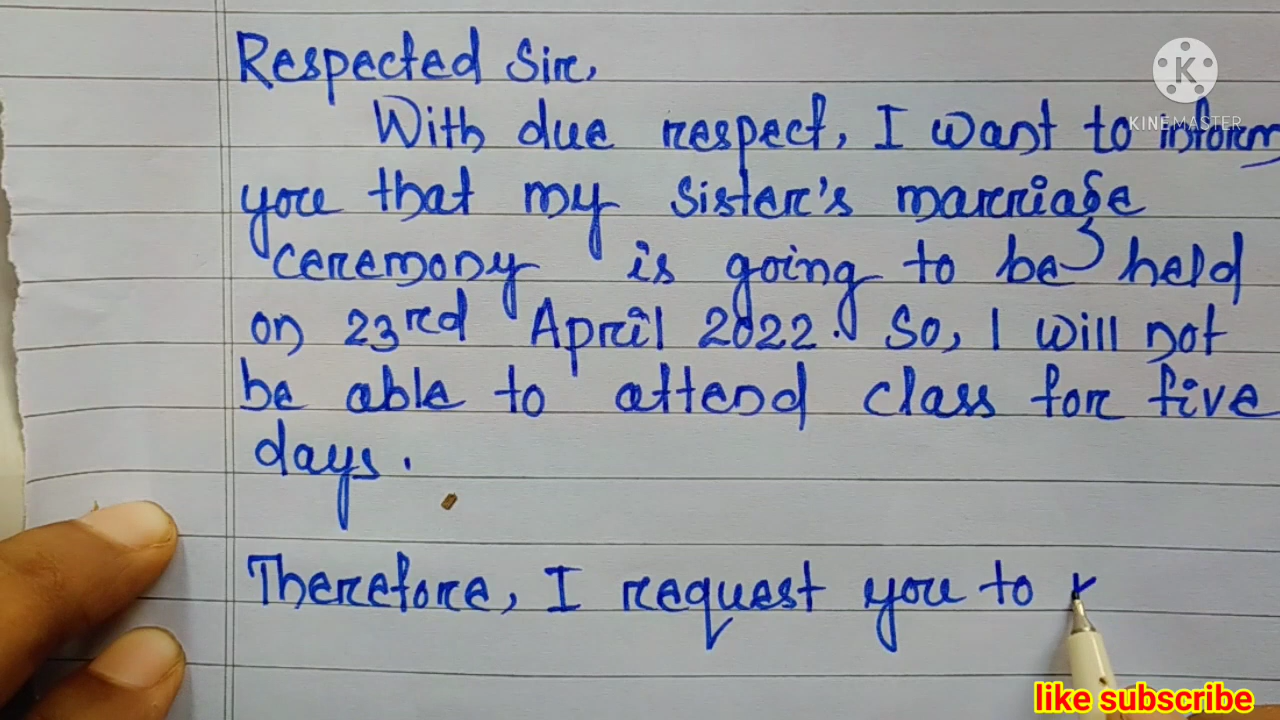 Respected Sir,
With due respect, I want to inform
you that my sister's marriage
ceremony is going to be held
on 23rd April 2022. So, I will not
be able to attend class for five
days.
Therefore, I request you to
K
KINEMASTER
like subscribe